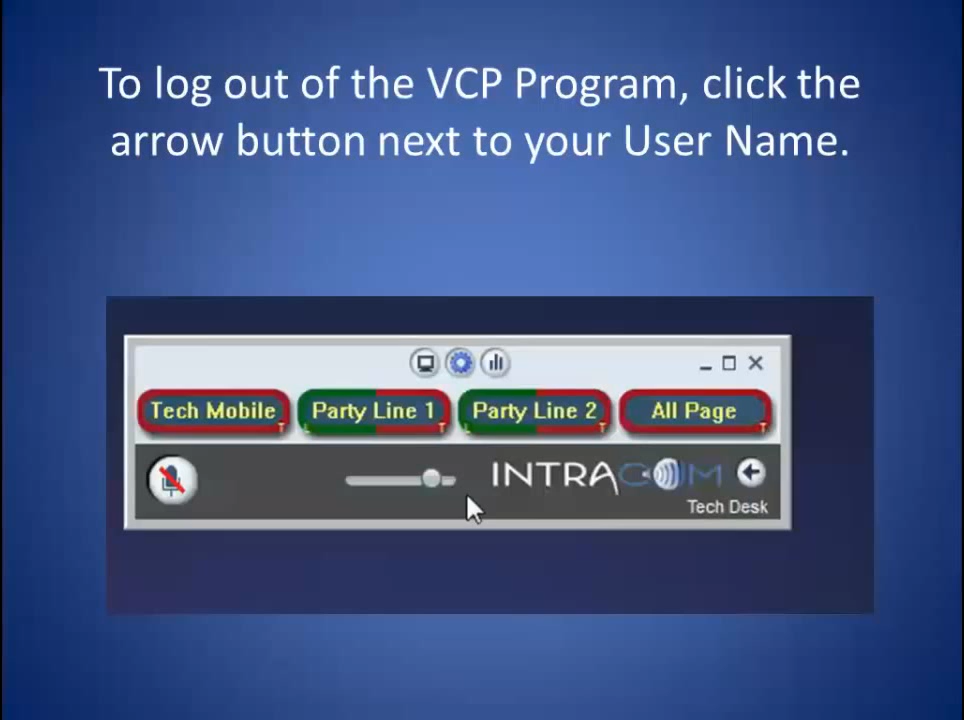 To log out of the VCP Program, click the
arrow button next to your User Name.
Tech Mobile Party Line 1 Party Line 2 All Page
T L T L T T
INTRACOM
Tech Desk